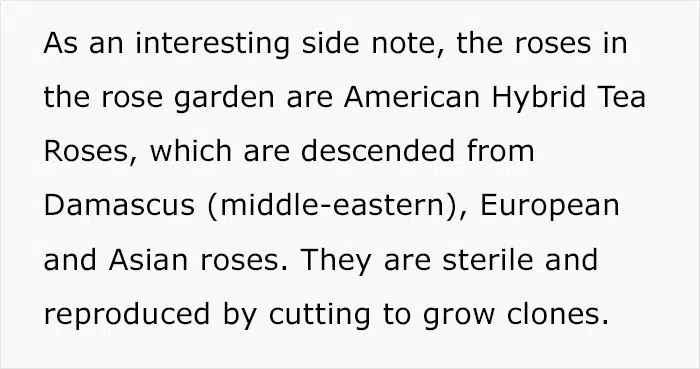 As an interesting side note, the roses in
the rose garden are American Hybrid Tea
Roses, which are descended from
Damascus (middle-eastern), European
and Asian roses. They are sterile and
reproduced by cutting to grow clones.